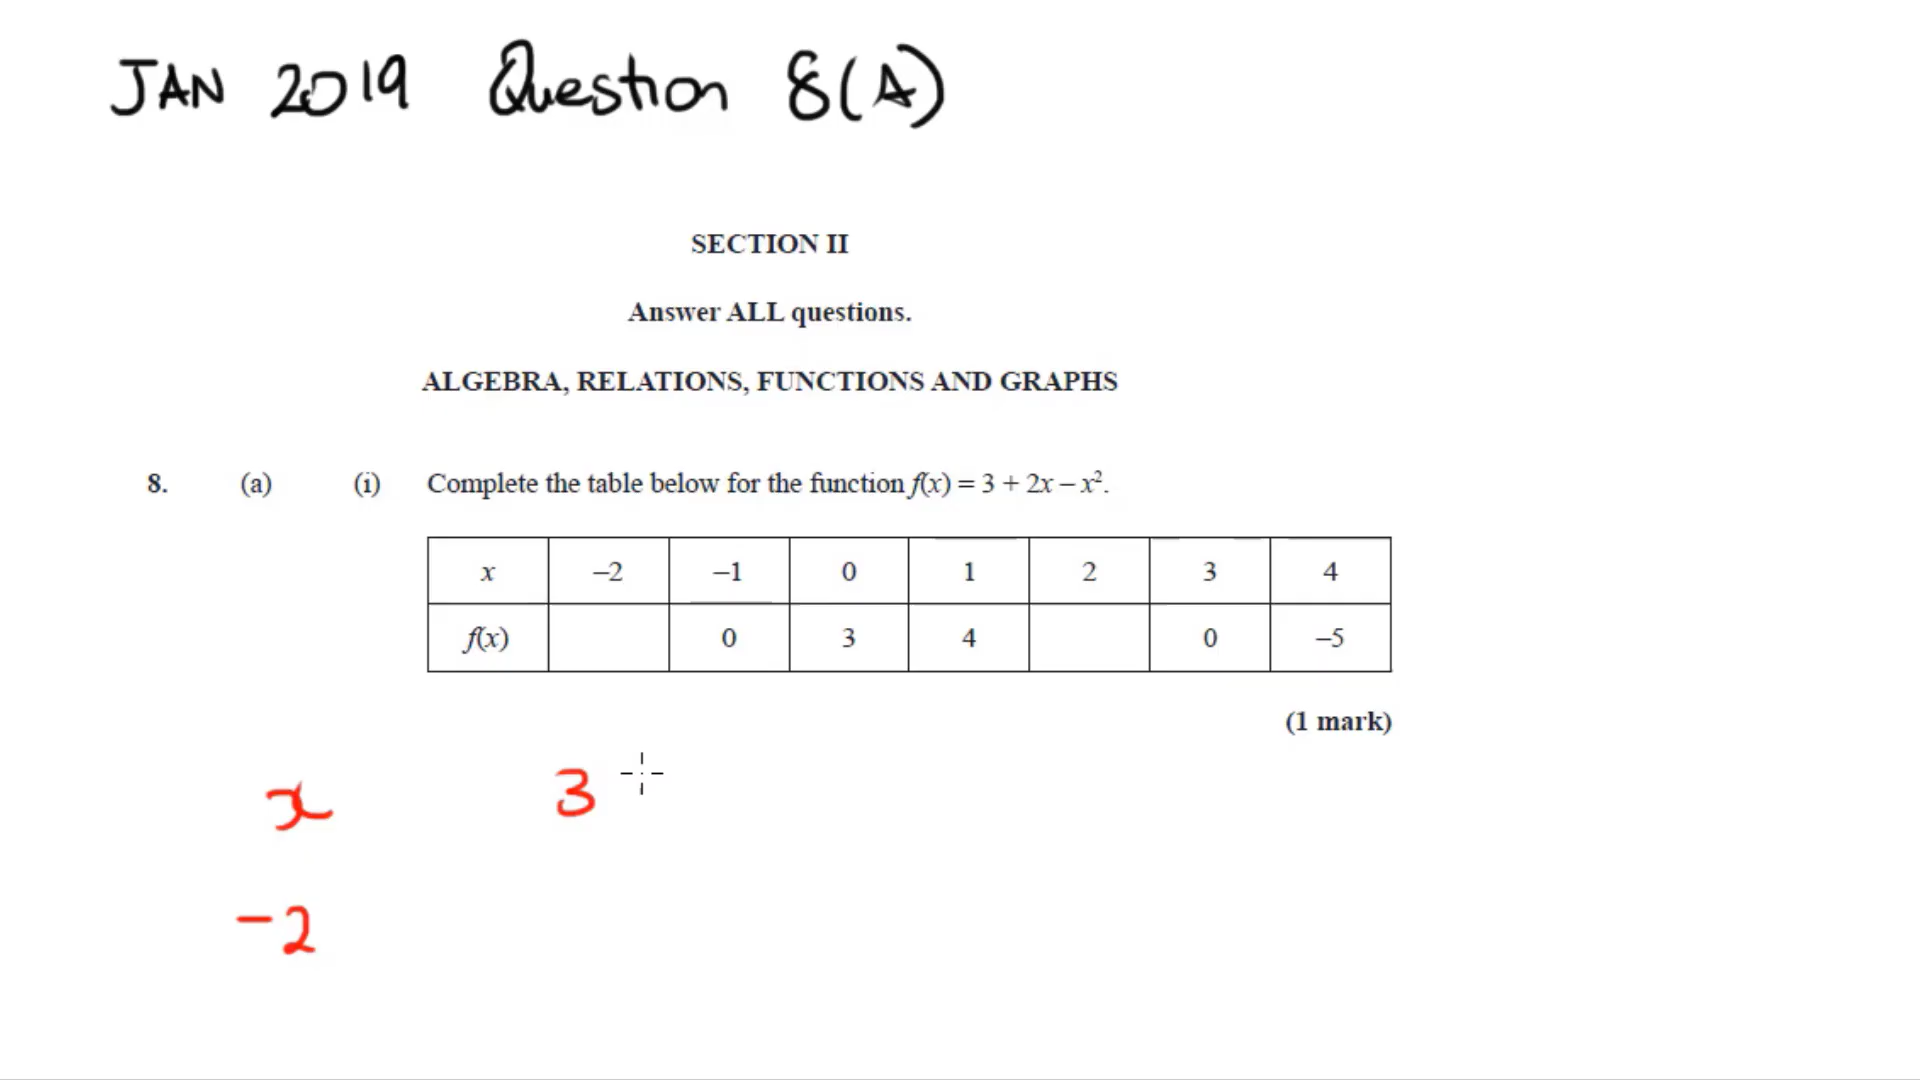 JAN 2019 Question 8(A)
SECTION II
Answer ALL questions.
ALGEBRA, RELATIONS, FUNCTIONS AND GRAPHS
8. (a) (i) Complete the table below for the function f(x) = 3 + 2x – x².
x –2 –1 0 1 2 3 4
f(x) 0 3 4 0 –5
(1 mark)
x 3
-2